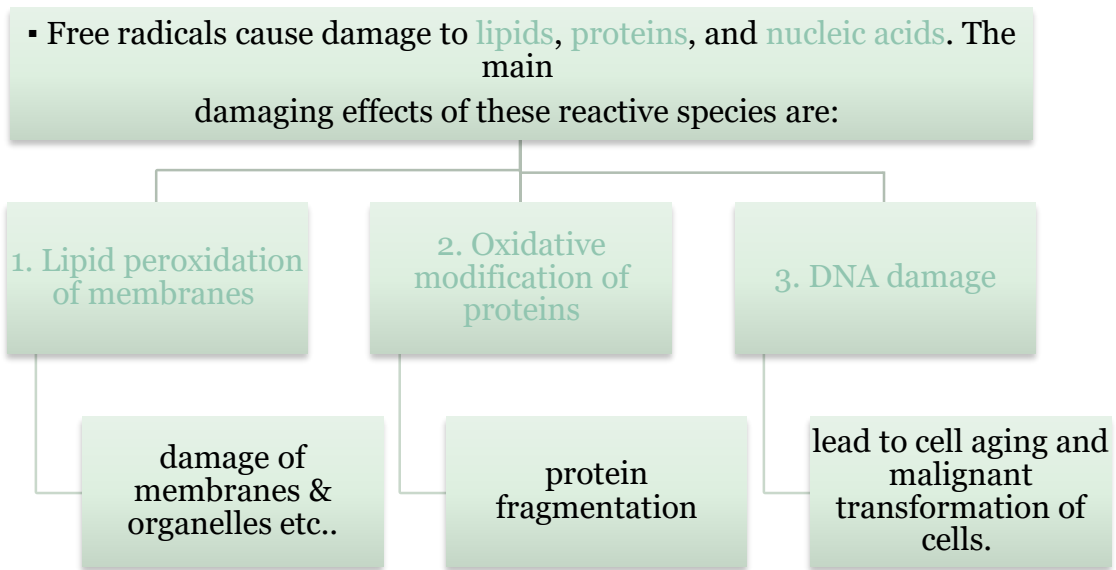 ▪ Free radicals cause damage to lipids, proteins, and nucleic acids. The
main
damaging effects of these reactive species are:
1. Lipid peroxidation
of membranes
2. Oxidative
modification of
proteins
3. DNA damage
damage of
membranes &
organelles etc..
protein
fragmentation
lead to cell aging and
malignant
transformation of
cells.